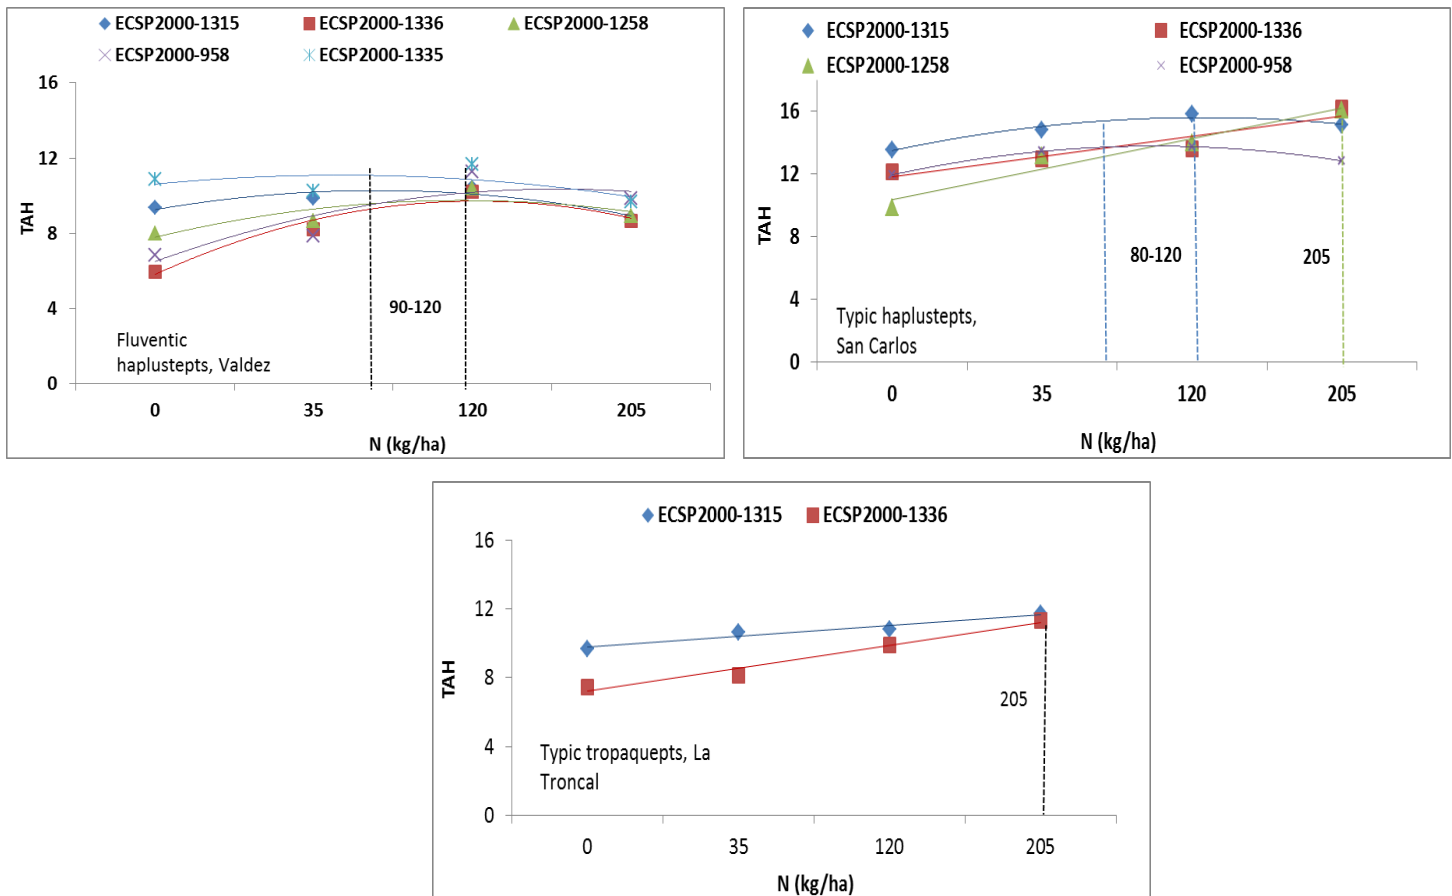 ECSP2000-1315 ECSP2000-1336 ECSP2000-1258
ECSP2000-958 ECSP2000-1335
16
12
8
4
0
TAH
90-120
Fluventic
haplustepts, Valdez
0 35 120 205
N (kg/ha)
ECSP2000-1315 ECSP2000-1336
ECSP2000-1258 ECSP2000-958
16
12
8
4
0
TAH
80-120 205
Typic haplustepts,
San Carlos
0 35 120 205
N (kg/ha)
ECSP2000-1315 ECSP2000-1336
16
12
8
4
0
TAH
205
Typic tropaquepts, La
Troncal
0 35 120 205
N (kg/ha)